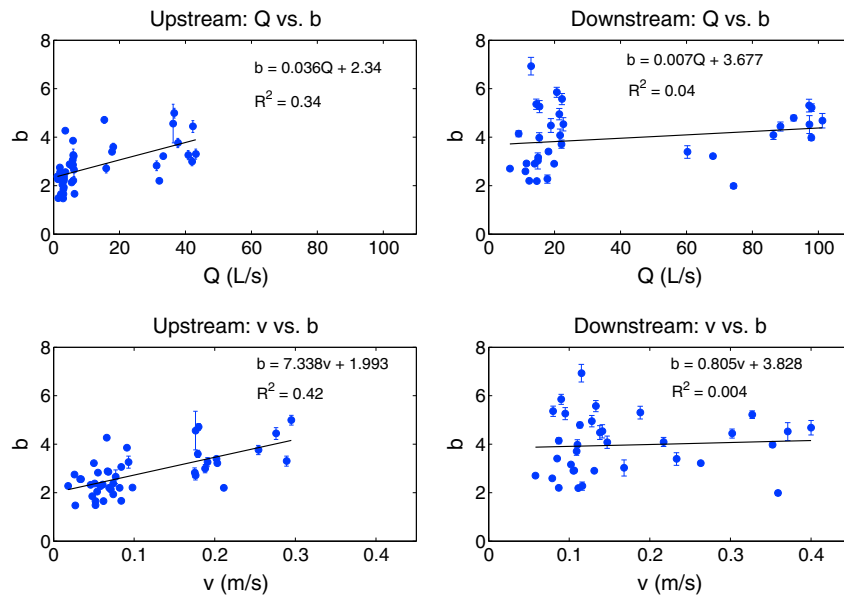 Upstream: Q vs. b
b = 0.036Q + 2.34
R² = 0.34
8
6
4
2
0
b
0 20 40 60 80 100
Q (L/s)
Downstream: Q vs. b
b = 0.007Q + 3.677
R² = 0.04
8
6
4
2
0
b
0 20 40 60 80 100
Q (L/s)
Upstream: v vs. b
b = 7.338v + 1.993
R² = 0.42
8
6
4
2
0
b
0 0.1 0.2 0.3 0.4
v (m/s)
Downstream: v vs. b
b = 0.805v + 3.828
R² = 0.004
8
6
4
2
0
b
0 0.1 0.2 0.3 0.4
v (m/s)